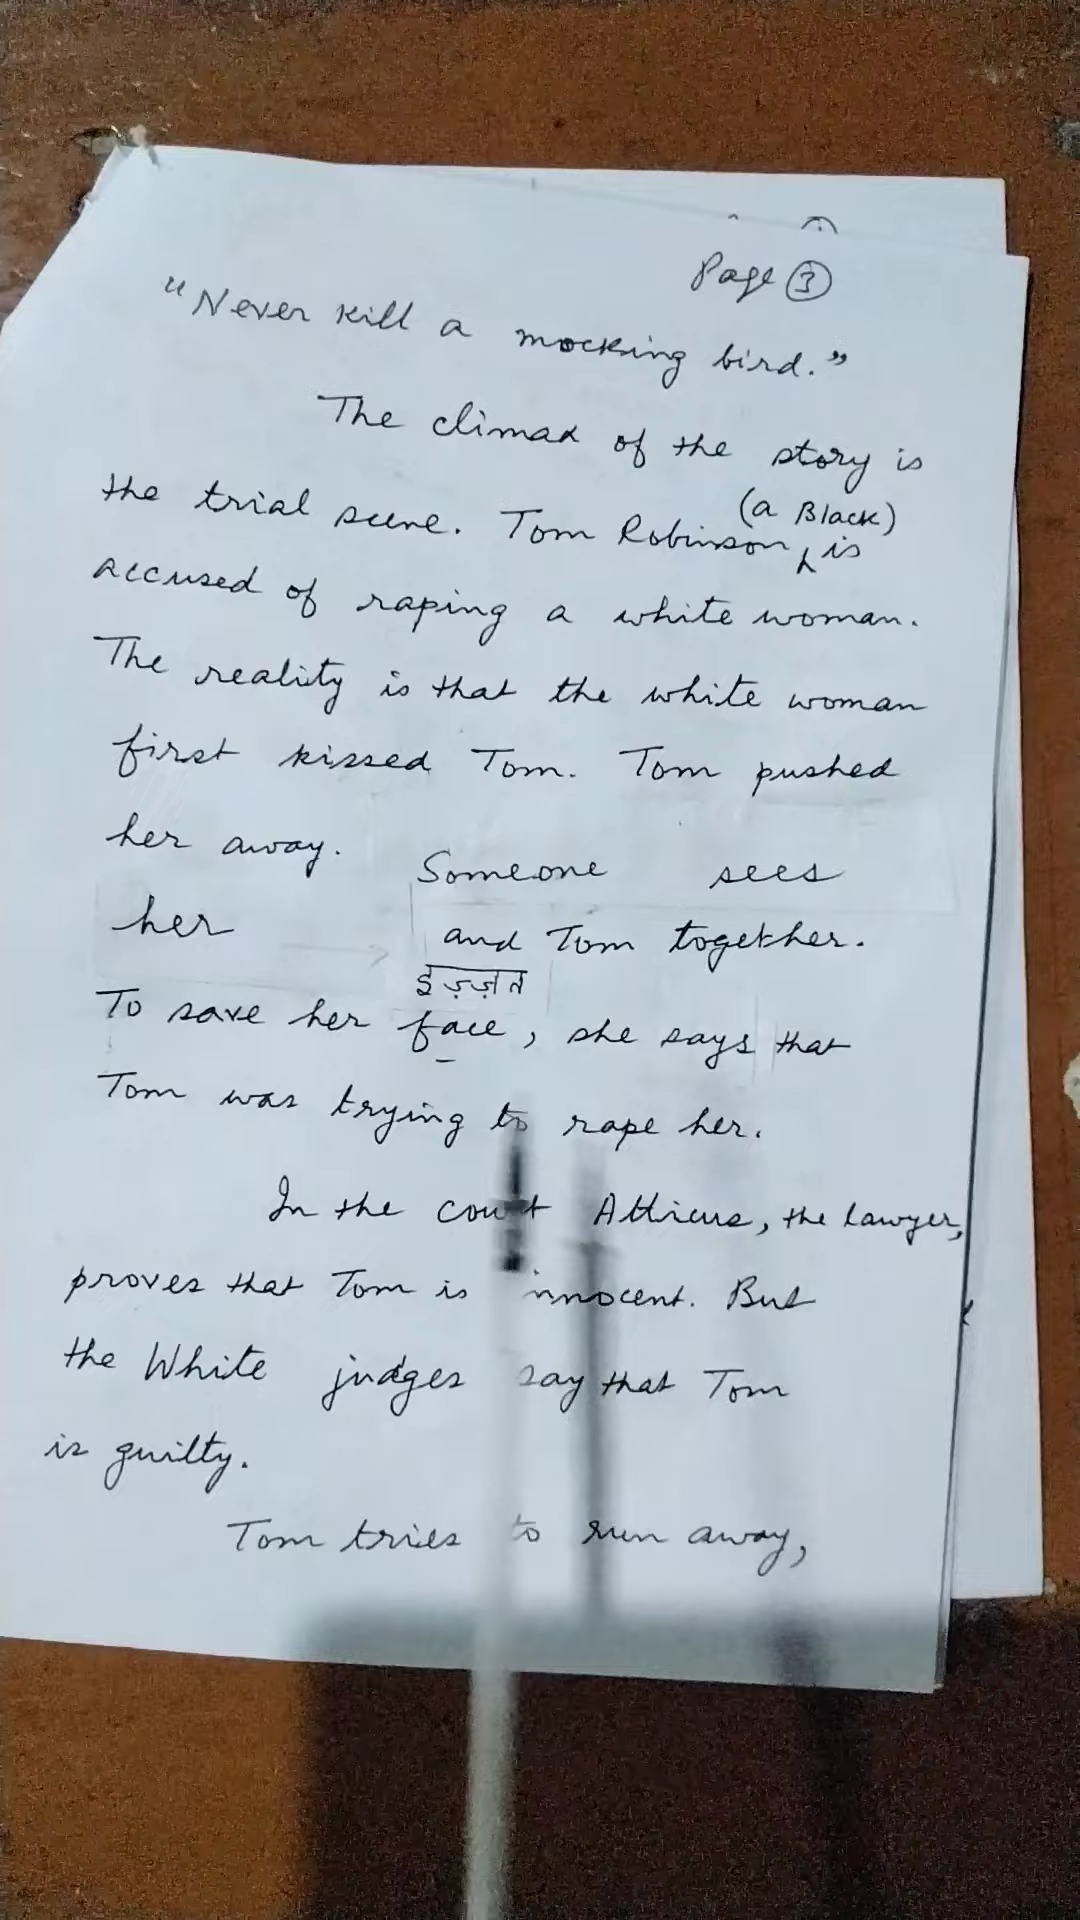 Page ③
"Never kill a mocking bird."
The climax of the story is
(a Black)
the trial scene. Tom Robinson, is
accused of raping a white woman.
The reality is that the white woman
first kissed Tom. Tom pushed
her away. Someone sees
her and Tom together.
इज़्ज़त
To save her face, she says that
Tom was trying to rape her.
In the court Atticus, the lawyer,
proves that Tom is innocent. But
the White judges say that Tom
is guilty.
Tom tries to run away,